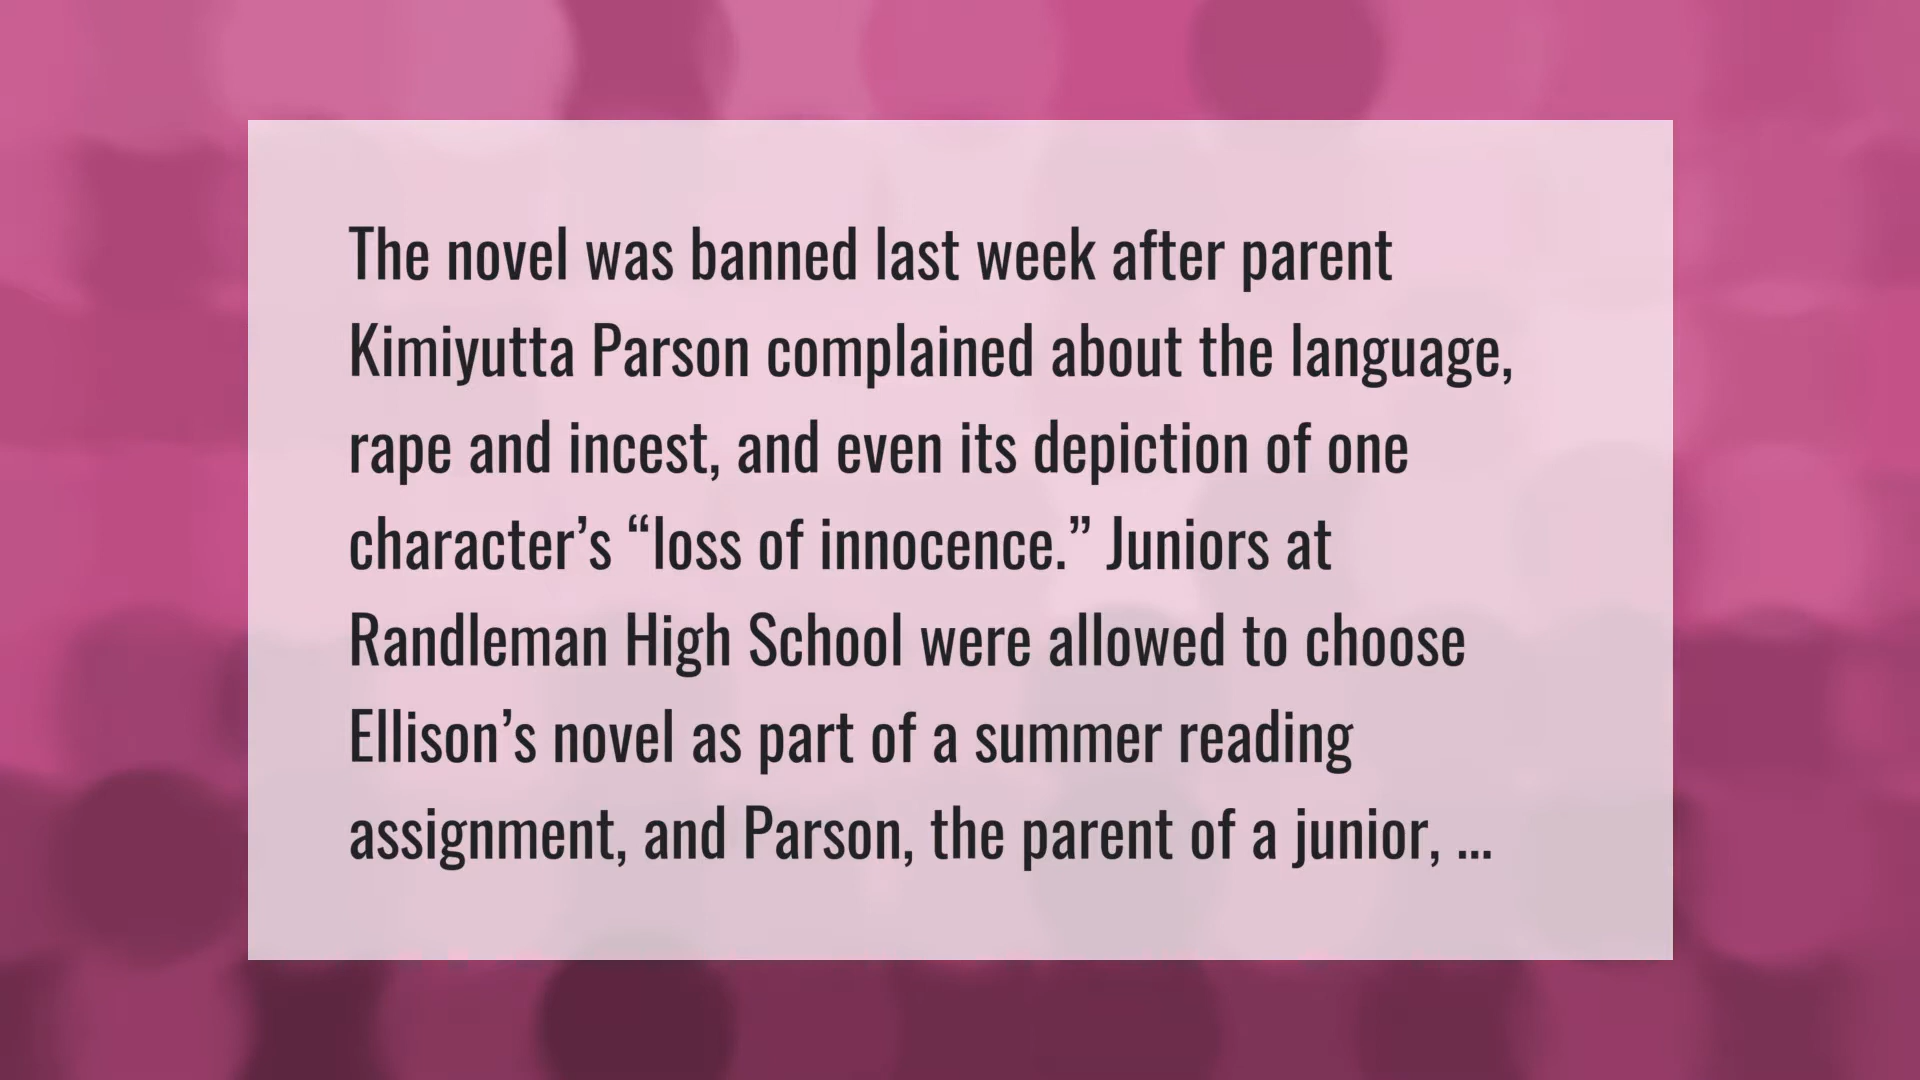 The novel was banned last week after parent
Kimiyutta Parson complained about the language,
rape and incest, and even its depiction of one
character’s “loss of innocence.” Juniors at
Randleman High School were allowed to choose
Ellison’s novel as part of a summer reading
assignment, and Parson, the parent of a junior, ...